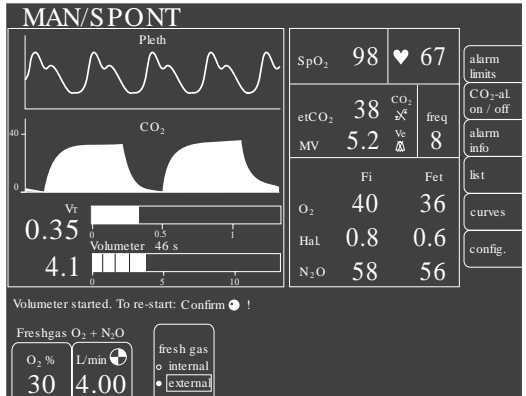 MAN/SPONT
Pleth
CO₂
40
0
VT
0.35
0 0.5 1
Volumeter 46 s
4.1
0 5 10
SpO₂ 98 67
etCO₂ 38 CO₂
freq
MV 5.2 Ve 8
Fi Fet
O₂ 40 36
Hal. 0.8 0.6
N₂O 58 56
alarm
limits
CO₂-al.
on / off
alarm
info
list
curves
config.
Volumeter started. To re-start: Confirm !
Freshgas O₂ + N₂O
O₂ % L/min
30 4.00
fresh gas
internal
external